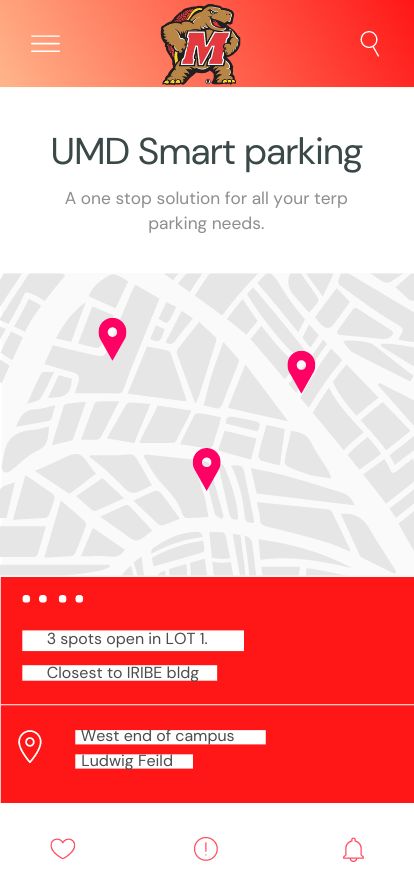 M
UMD Smart parking
A one stop solution for all your terp
parking needs.
3 spots open in LOT 1.
Closest to IRIBE bldg
West end of campus
Ludwig Feild